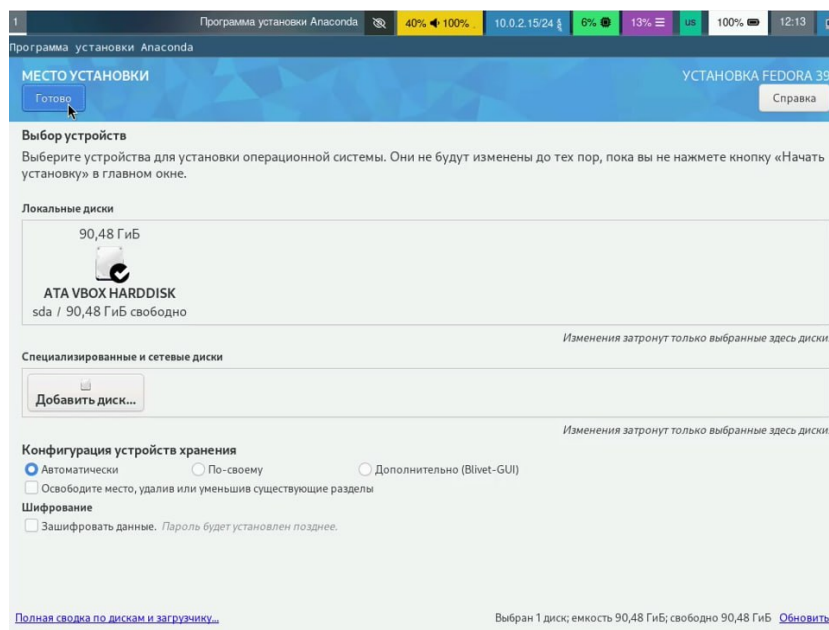 1 Программа установки Anaconda 40% 100% 10.0.2.15/24 6% 13% us 100% 12:13
Программа установки Anaconda
МЕСТО УСТАНОВКИ УСТАНОВКА FEDORA 39
Готово Справка
Выбор устройств
Выберите устройства для установки операционной системы. Они не будут изменены до тех пор, пока вы не нажмете кнопку «Начать
установку» в главном окне.
Локальные диски
90,48 ГиБ
ATA VBOX HARDDISK
sda / 90,48 ГиБ свободно
Изменения затронут только выбранные здесь диски.
Специализированные и сетевые диски
Добавить диск...
Изменения затронут только выбранные здесь диски.
Конфигурация устройств хранения
Автоматически По-своему Дополнительно (Blivet-GUI)
Освободите место, удалив или уменьшив существующие разделы
Шифрование
Зашифровать данные. Пароль будет установлен позднее.
Полная сводка по дискам и загрузчику... Выбран 1 диск; емкость 90,48 ГиБ; свободно 90,48 ГиБ Обновить